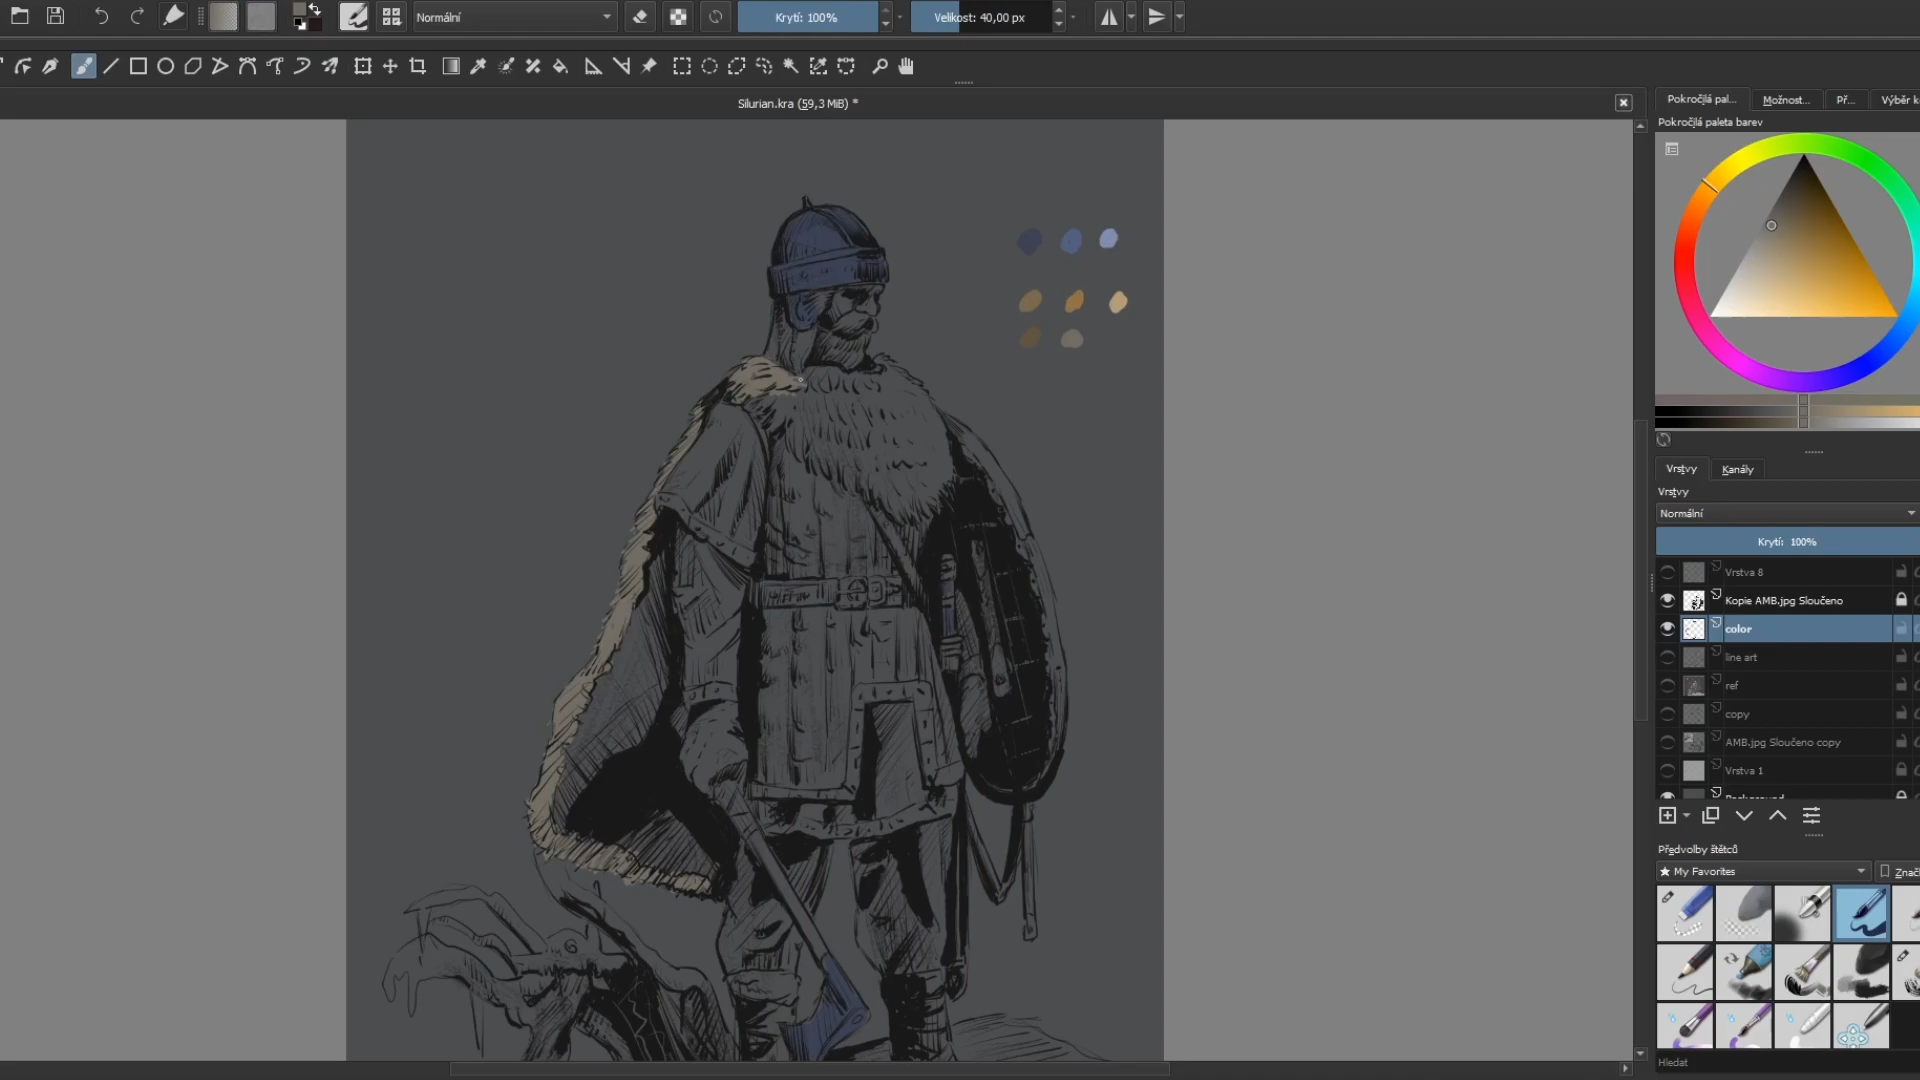 Normální
Krytí: 100%
Velikost: 40,00 px
Silurian.kra (59,3 MiB) *
Pokročilá pal...
Možnost...
Př...
Výběr
Pokročilá paleta barev
Vrstvy
Kanály
Vrstvy
Normální
Krytí: 100%
Vrstva 8
Kopie AMB.jpg Sloučeno
color
line art
ref
copy
AMB.jpg Sloučeno copy
Vrstva 1
Background
Předvolby štětců
★ My Favorites
Hledat